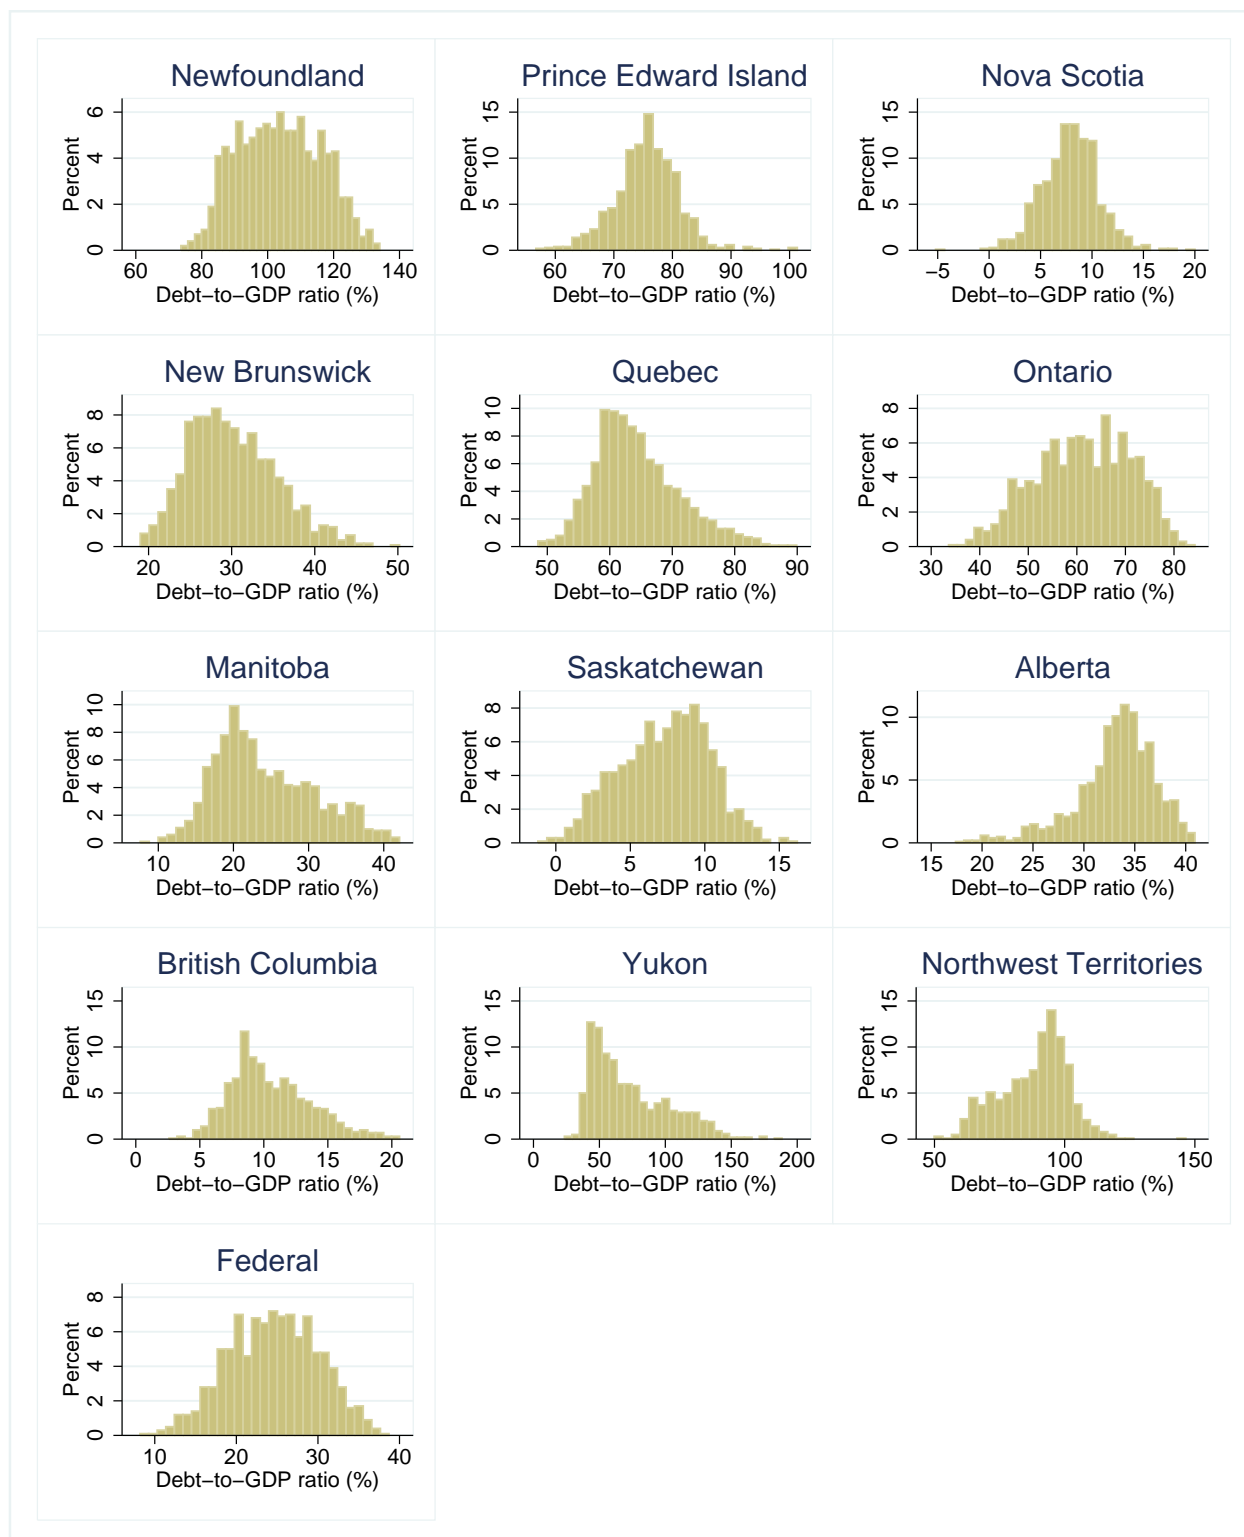 Newfoundland
Percent
0 2 4 6
60 80 100 120 140
Debt−to−GDP ratio (%)
Prince Edward Island
Percent
0 5 10 15
60 70 80 90 100
Debt−to−GDP ratio (%)
Nova Scotia
Percent
0 5 10 15
−5 0 5 10 15 20
Debt−to−GDP ratio (%)
New Brunswick
Percent
0 2 4 6 8
20 30 40 50
Debt−to−GDP ratio (%)
Quebec
Percent
0 2 4 6 8 10
50 60 70 80 90
Debt−to−GDP ratio (%)
Ontario
Percent
0 2 4 6 8
30 40 50 60 70 80
Debt−to−GDP ratio (%)
Manitoba
Percent
0 2 4 6 8 10
10 20 30 40
Debt−to−GDP ratio (%)
Saskatchewan
Percent
0 2 4 6 8
0 5 10 15
Debt−to−GDP ratio (%)
Alberta
Percent
0 5 10
15 20 25 30 35 40
Debt−to−GDP ratio (%)
British Columbia
Percent
0 5 10 15
0 5 10 15 20
Debt−to−GDP ratio (%)
Yukon
Percent
0 5 10 15
0 50 100 150 200
Debt−to−GDP ratio (%)
Northwest Territories
Percent
0 5 10 15
50 100 150
Debt−to−GDP ratio (%)
Federal
Percent
0 2 4 6 8
10 20 30 40
Debt−to−GDP ratio (%)